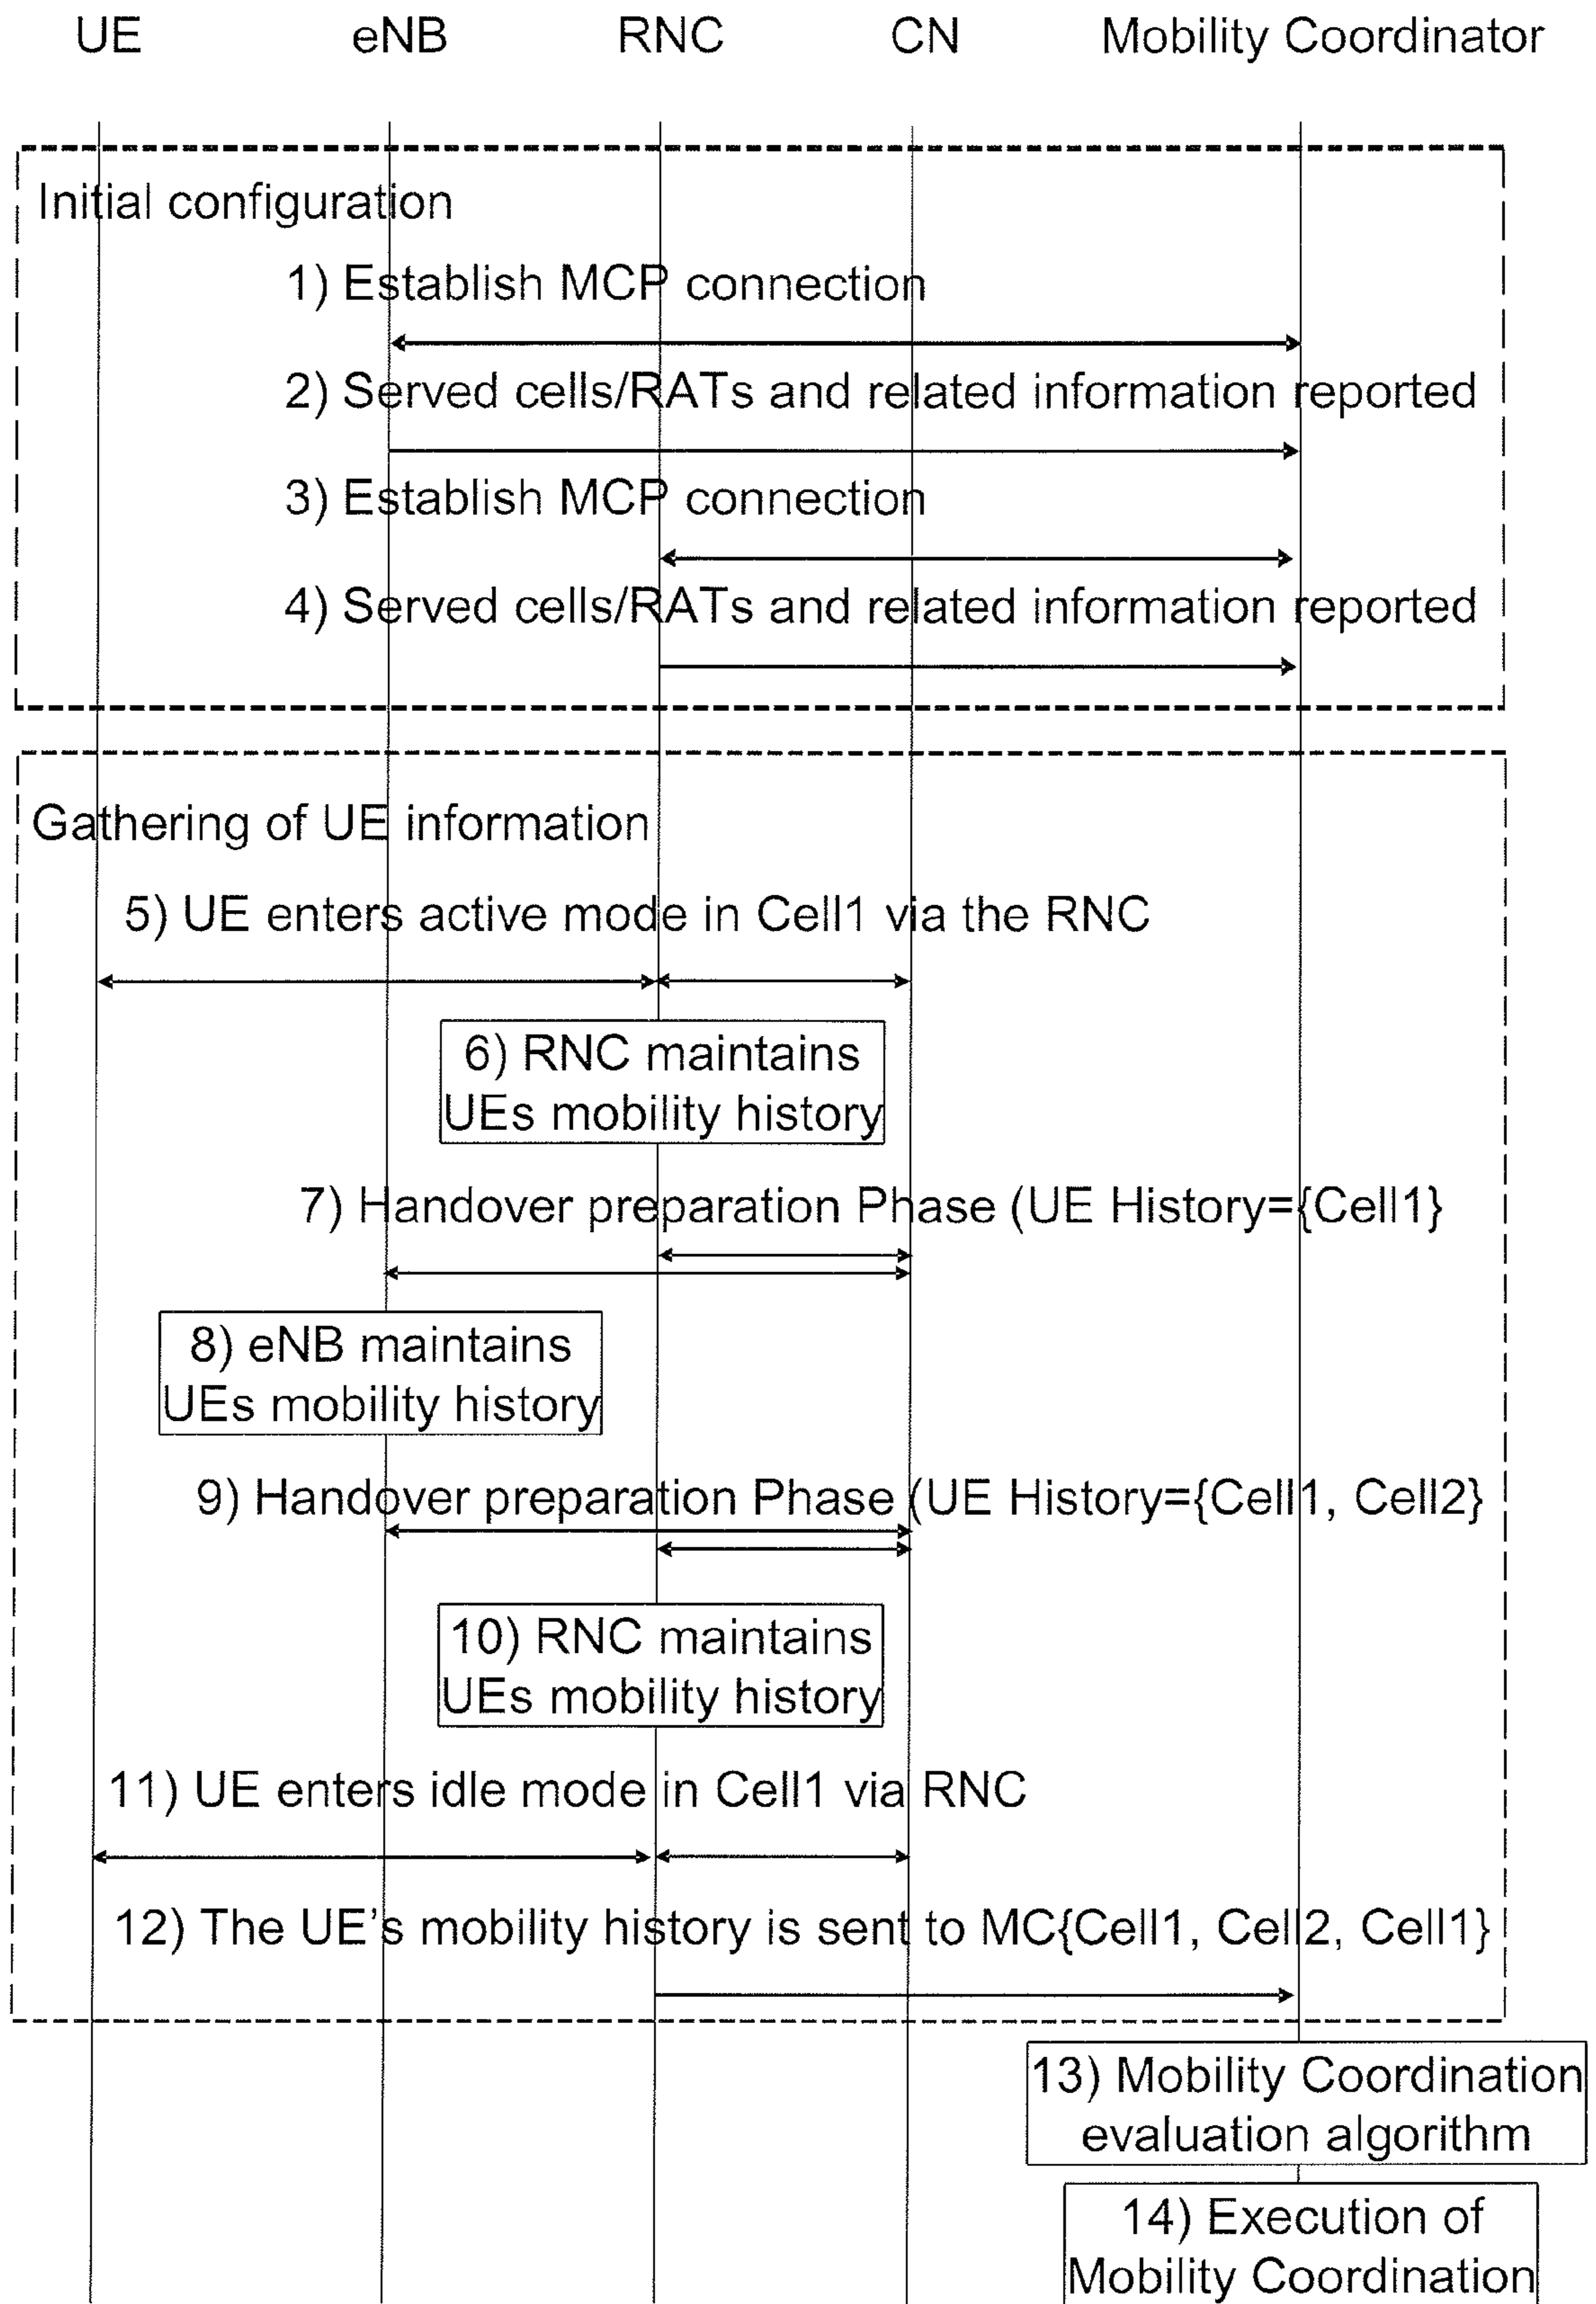 UE eNB RNC CN Mobility Coordinator
Initial configuration
1) Establish MCP connection
2) Served cells/RATs and related information reported
3) Establish MCP connection
4) Served cells/RATs and related information reported
Gathering of UE information
5) UE enters active mode in Cell1 via the RNC
6) RNC maintains
UEs mobility history
7) Handover preparation Phase (UE History={Cell1}
8) eNB maintains
UEs mobility history
9) Handover preparation Phase (UE History={Cell1, Cell2}
10) RNC maintains
UEs mobility history
11) UE enters idle mode in Cell1 via RNC
12) The UE's mobility history is sent to MC{Cell1, Cell2, Cell1}
13) Mobility Coordination
evaluation algorithm
14) Execution of
Mobility Coordination